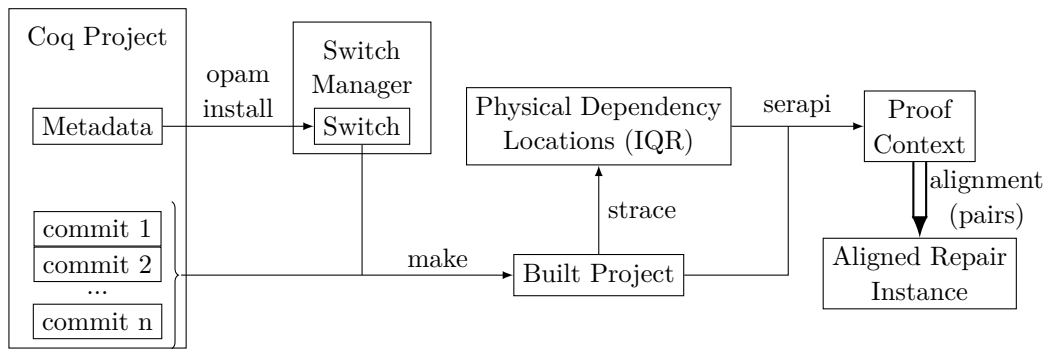 Coq Project
Metadata
commit 1
commit 2
...
commit n
opam
install
Switch
Manager
Switch
make
Physical Dependency
Locations (IQR)
strace
Built Project
serapi
Proof
Context
alignment
(pairs)
Aligned Repair
Instance